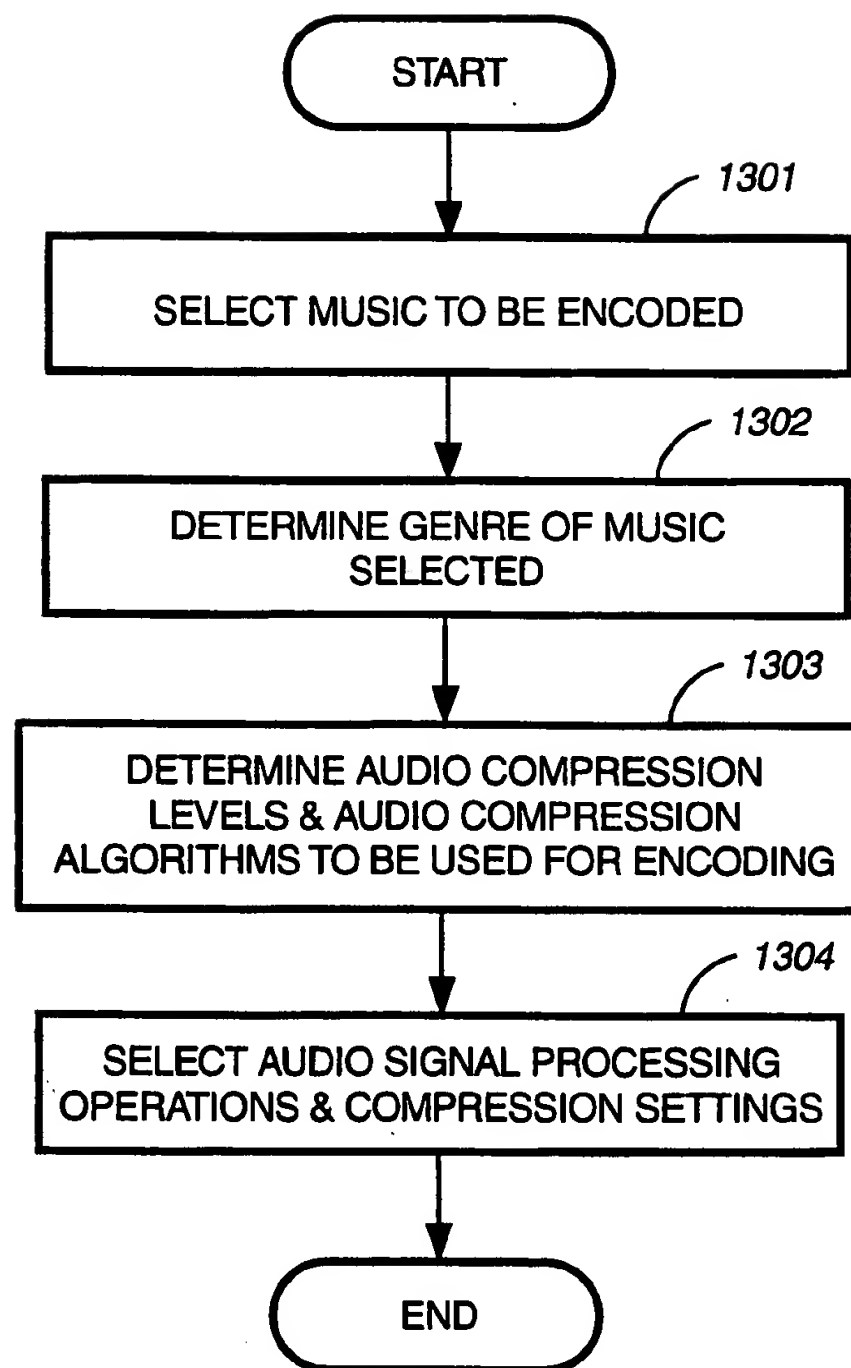 START
1301
SELECT MUSIC TO BE ENCODED
1302
DETERMINE GENRE OF MUSIC
SELECTED
1303
DETERMINE AUDIO COMPRESSION
LEVELS & AUDIO COMPRESSION
ALGORITHMS TO BE USED FOR ENCODING
1304
SELECT AUDIO SIGNAL PROCESSING
OPERATIONS & COMPRESSION SETTINGS
END